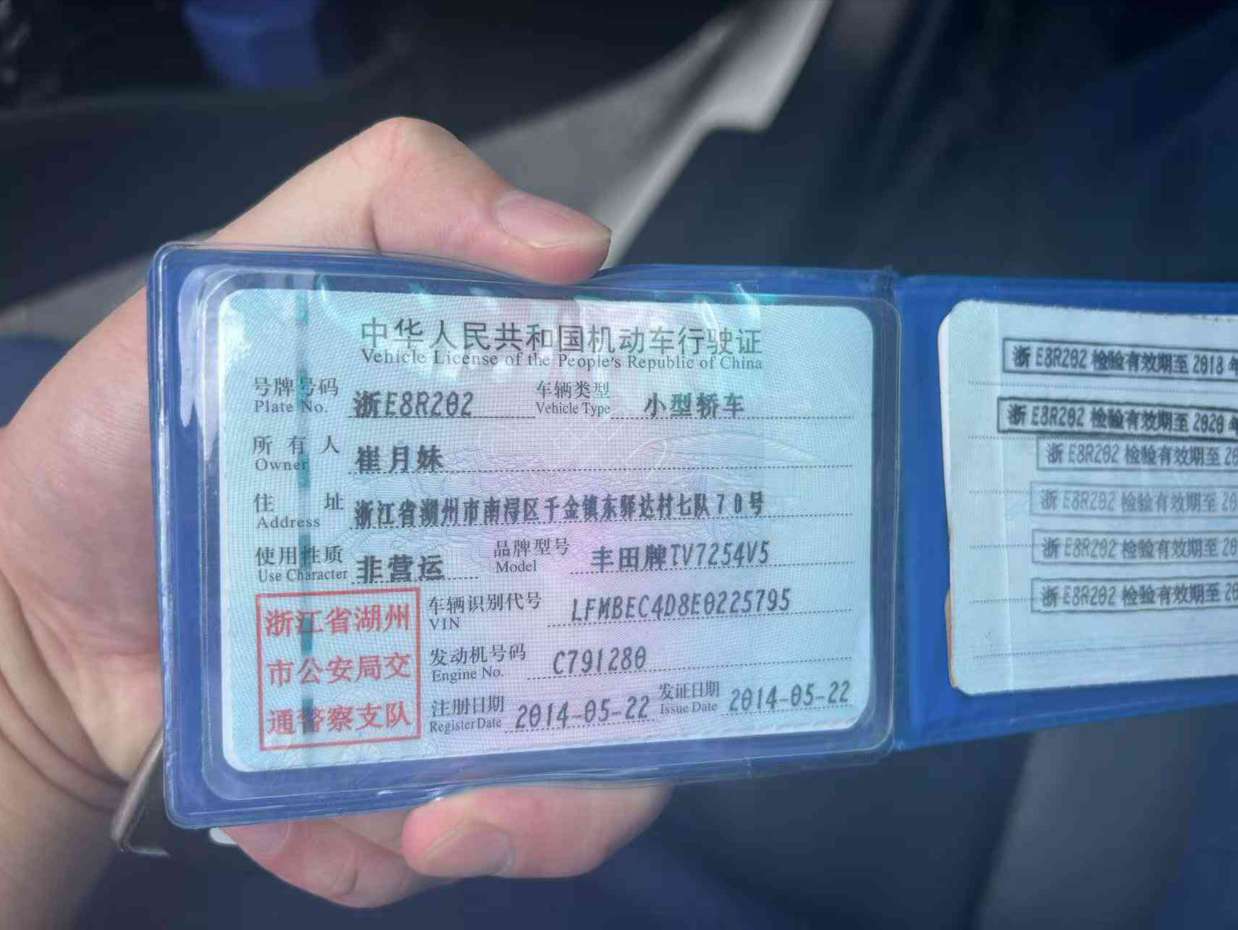 中华人民共和国机动车行驶证
Vehicle License of the People's Republic of China
号牌号码 浙E8R202 车辆类型 小型轿车
Plate No. Vehicle Type
所有人 崔月妹
Owner
住址 浙江省湖州市南浔区千金镇东驿达村七队70号
Address
使用性质 非营运 品牌型号 丰田牌TV7254V5
Use Character Model
浙江省湖州
市公安局交
通警察支队
车辆识别代号 LFMBEC4D8E0225795
VIN
发动机号码 C791280
Engine No.
注册日期 2014-05-22 发证日期 2014-05-22
Register Date Issue Date
浙E8R202 检验有效期至 2018年
浙E8R202 检验有效期至 2020年
浙E8R202 检验有效期至 20
浙E8R202 检验有效期至 20
浙E8R202 检验有效期至 20
浙E8R202 检验有效期至 20